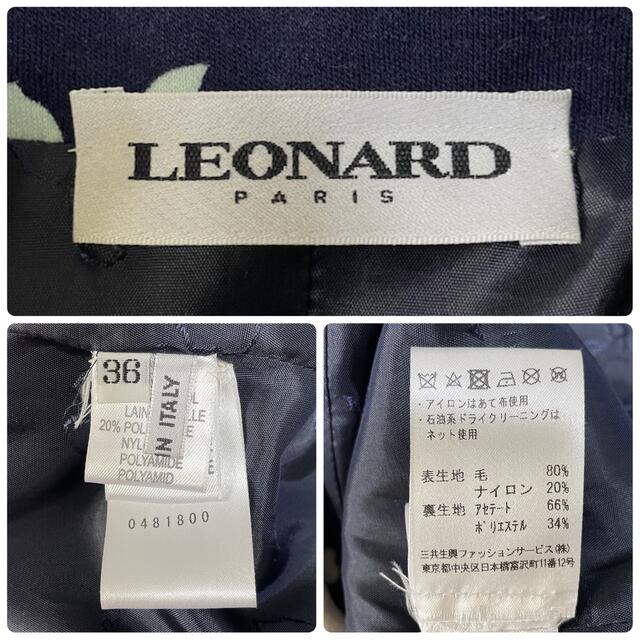 LEONARD
PARIS
36
IN ITALY
LAIN
20% POL
NYL
POLYAMIDE
POLYAMID
0481800
・アイロンはあて布使用
・石油系ドライクリーニングは
ネット使用
表生地 毛 80%
ナイロン 20%
裏生地 アセテート 66%
ポリエステル 34%
三共生興ファッションサービス(株)
東京都中央区日本橋富沢町11番12号